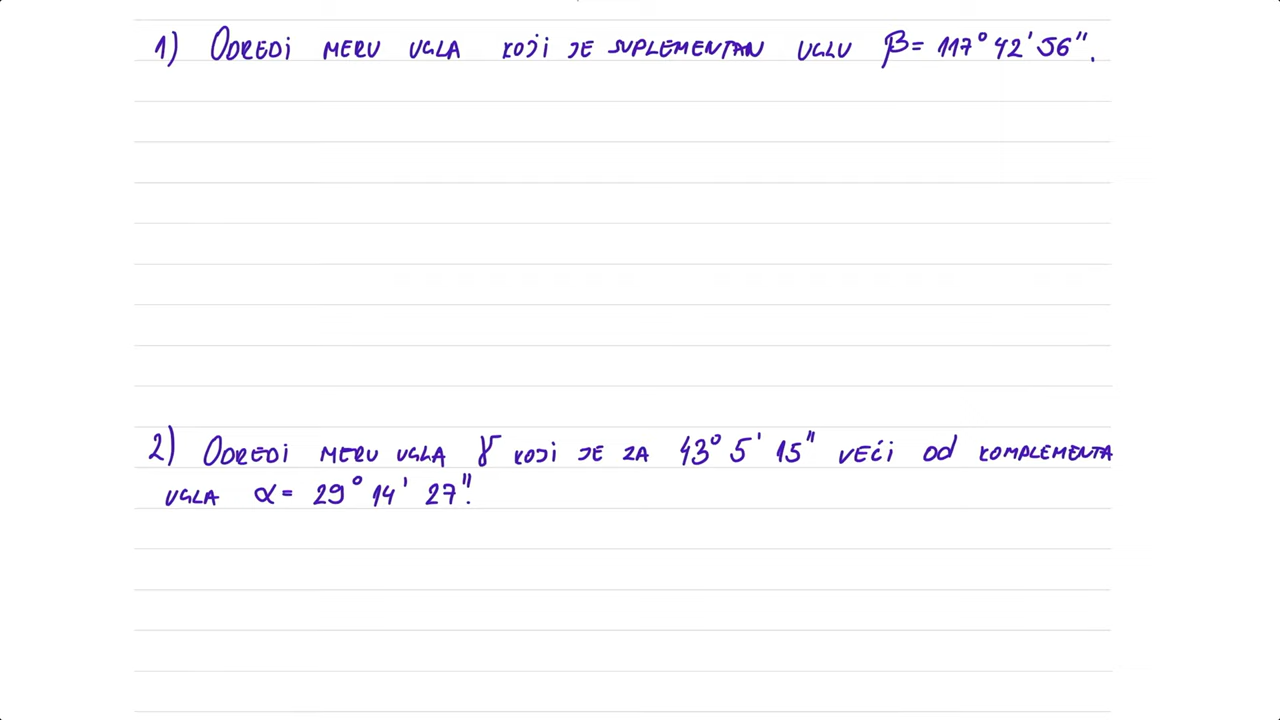 1) Odredi meru ugla koji je suplementan uglu β = 117° 42' 56".
2) Odredi meru ugla γ koji je za 43° 5' 15" veći od komplementa
ugla α = 29° 14' 27".